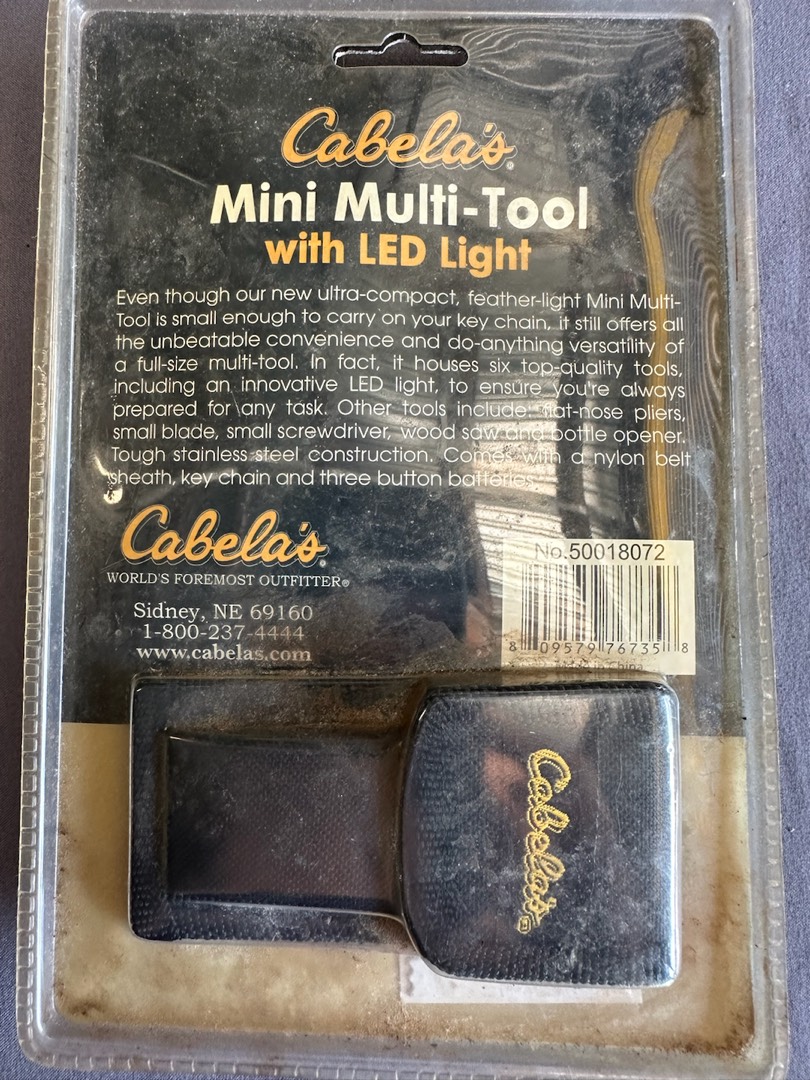 Cabela's®
Mini Multi-Tool
with LED Light
Even though our new ultra-compact, feather-light Mini Multi-
Tool is small enough to carry on your key chain, it still offers all
the unbeatable convenience and do-anything versatility of
a full-size multi-tool. In fact, it houses six top-quality tools,
including an innovative LED light, to ensure you're always
prepared for any task. Other tools include: flat-nose pliers,
small blade, small screwdriver, wood saw and bottle opener.
Tough stainless steel construction. Comes with a nylon belt
sheath, key chain and three button batteries.
Cabela's®
WORLD'S FOREMOST OUTFITTER®
Sidney, NE 69160
1-800-237-4444
www.cabelas.com
No.50018072
8 09579 76735 8
Made in China
Cabela's®